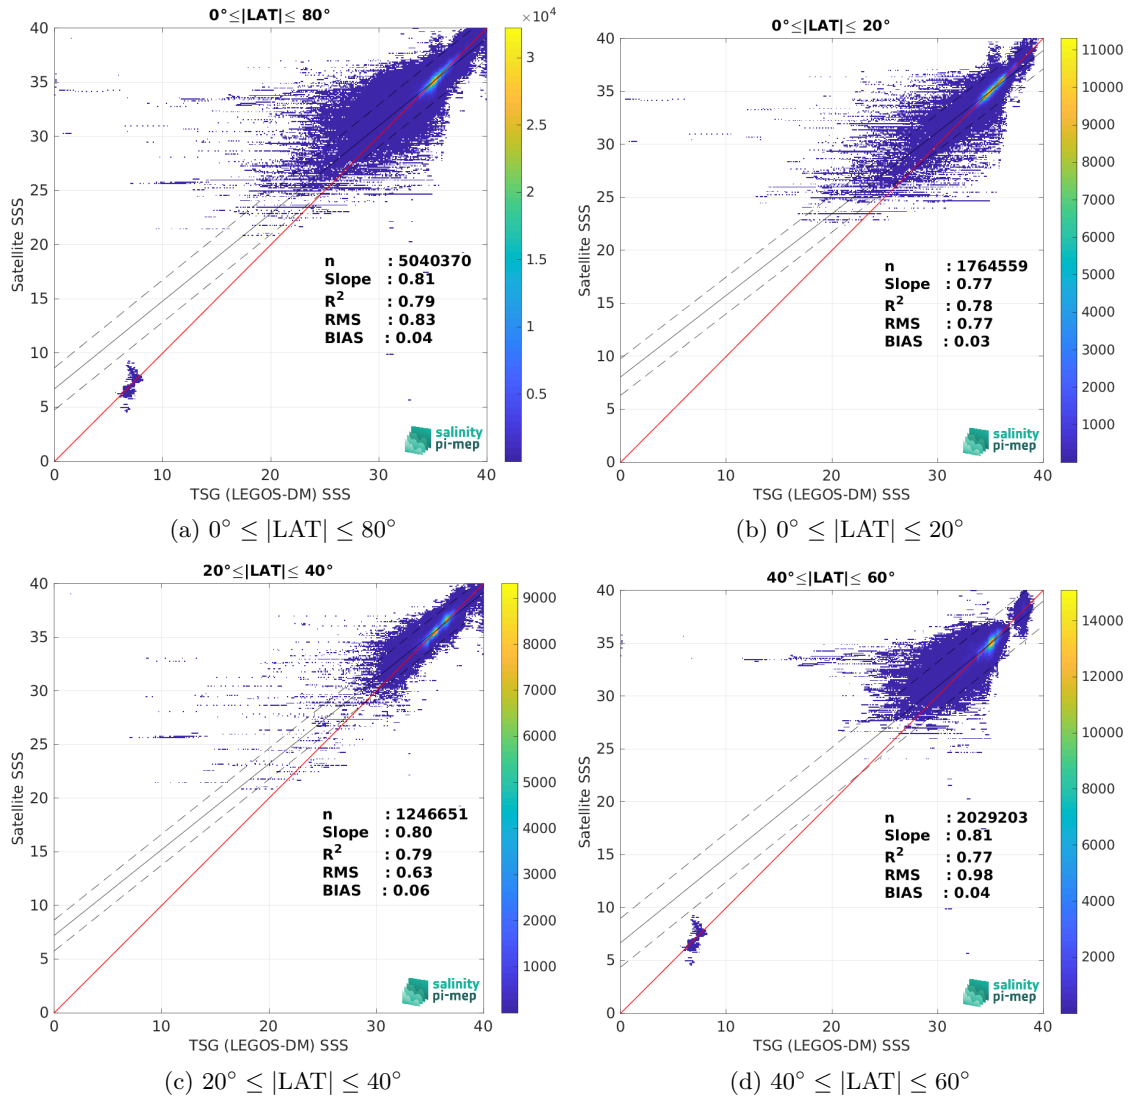 0°≤|LAT|≤ 80°
×10^4
40
35
30
25
20
15
10
5
0
Satellite SSS
3
2.5
2
1.5
1
0.5
n : 5040370
Slope : 0.81
R² : 0.79
RMS : 0.83
BIAS : 0.04
salinity
pi-mep
0 10 20 30 40
TSG (LEGOS-DM) SSS
(a) 0° ≤ |LAT| ≤ 80°
0°≤|LAT|≤ 20°
40
35
30
25
20
15
10
5
0
Satellite SSS
11000
10000
9000
8000
7000
6000
5000
4000
3000
2000
1000
n : 1764559
Slope : 0.77
R² : 0.78
RMS : 0.77
BIAS : 0.03
salinity
pi-mep
0 10 20 30 40
TSG (LEGOS-DM) SSS
(b) 0° ≤ |LAT| ≤ 20°
20°≤|LAT|≤ 40°
40
35
30
25
20
15
10
5
0
Satellite SSS
9000
8000
7000
6000
5000
4000
3000
2000
1000
n : 1246651
Slope : 0.80
R² : 0.79
RMS : 0.63
BIAS : 0.06
salinity
pi-mep
0 10 20 30 40
TSG (LEGOS-DM) SSS
(c) 20° ≤ |LAT| ≤ 40°
40°≤|LAT|≤ 60°
40
35
30
25
20
15
10
5
0
Satellite SSS
14000
12000
10000
8000
6000
4000
2000
n : 2029203
Slope : 0.81
R² : 0.77
RMS : 0.98
BIAS : 0.04
salinity
pi-mep
0 10 20 30 40
TSG (LEGOS-DM) SSS
(d) 40° ≤ |LAT| ≤ 60°